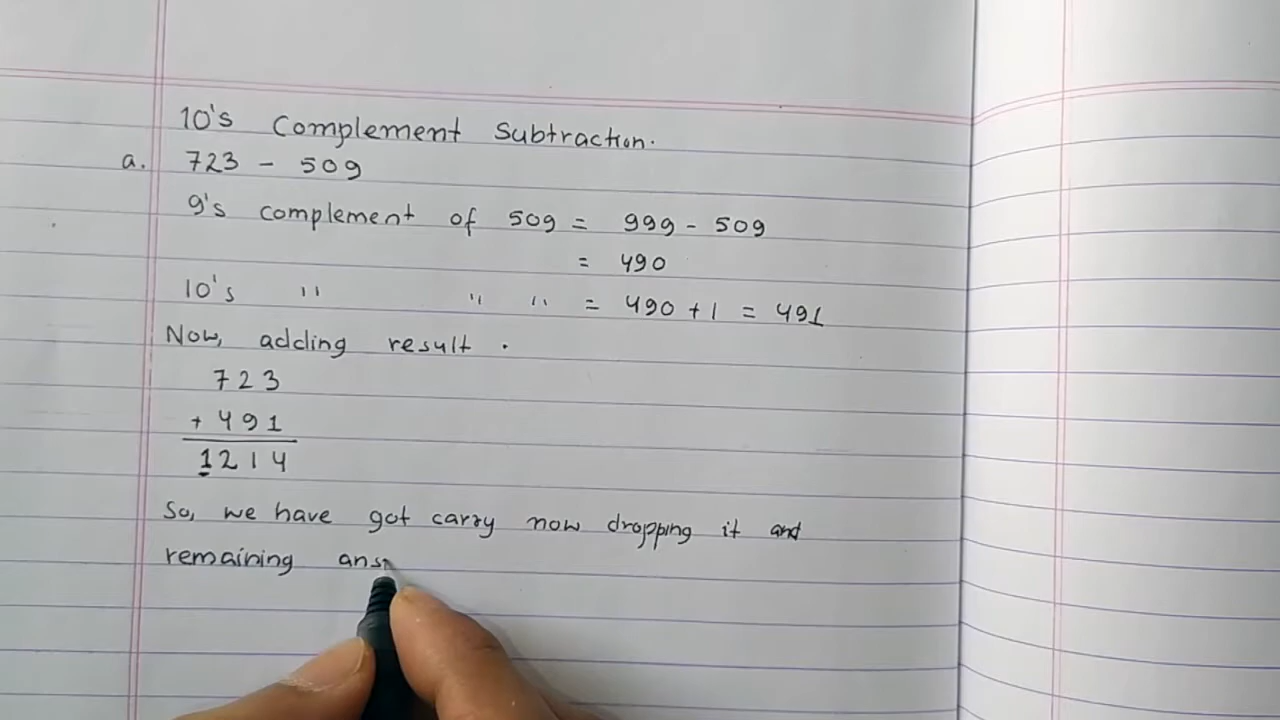 10's Complement Subtraction.
a. 723 - 509
9's complement of 509 = 999 - 509
= 490
10's " " " = 490 + 1 = 491
Now, adding result .
723
+ 491
1214
So, we have got carry now dropping it and
remaining ans